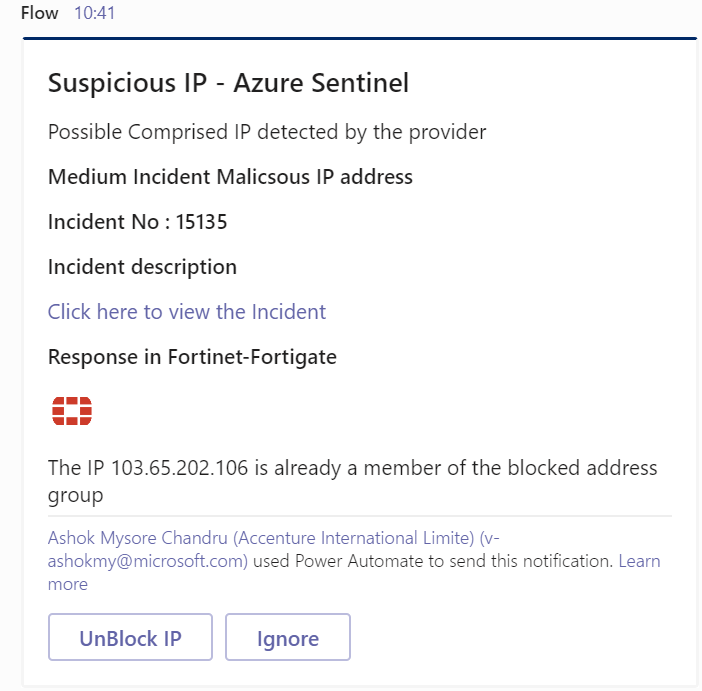 Flow 10:41
Suspicious IP - Azure Sentinel
Possible Comprised IP detected by the provider
Medium Incident Malicsous IP address
Incident No : 15135
Incident description
Click here to view the Incident
Response in Fortinet-Fortigate
The IP 103.65.202.106 is already a member of the blocked address
group
Ashok Mysore Chandru (Accenture International Limite) (v-
ashokmy@microsoft.com) used Power Automate to send this notification. Learn
more
UnBlock IP Ignore